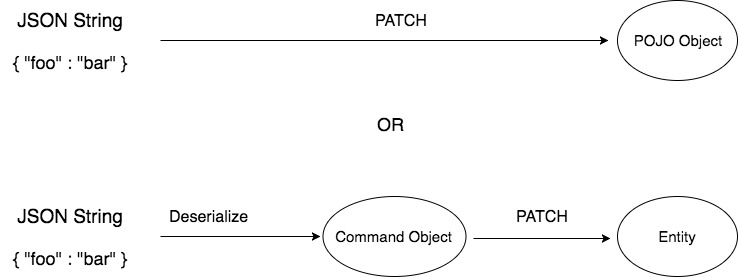 JSON String
PATCH
POJO Object
{ "foo" : "bar" }
OR
JSON String
Deserialize
PATCH
Command Object
Entity
{ "foo" : "bar" }